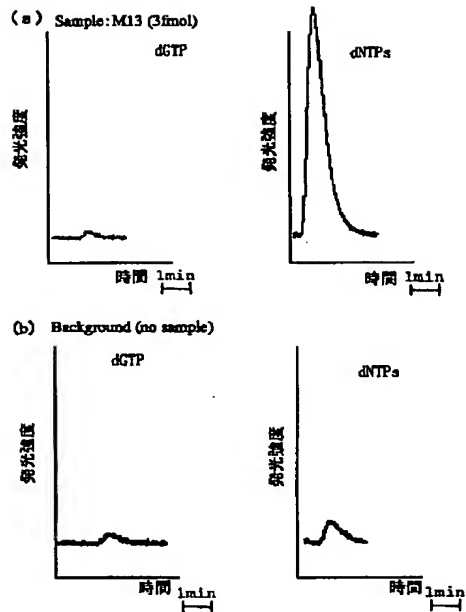 (a) Sample: M13 (3fmol)
dGTP
dNTPs
発光強度
発光強度
時間 1min
時間 1min
(b) Background (no sample)
dGTP
dNTPs
発光強度
発光強度
時間
1min
時間
1min